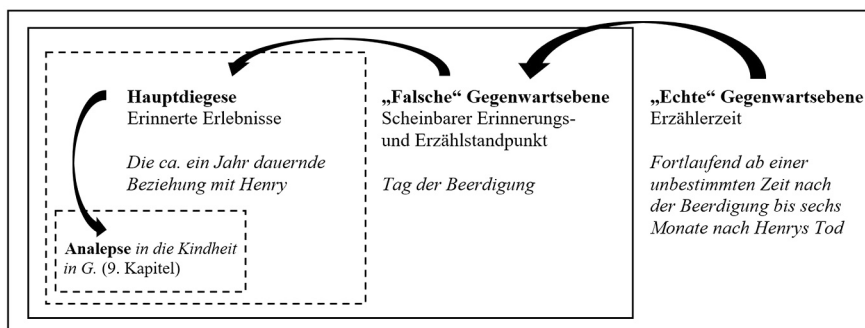 Hauptdiegese
Erinnerte Erlebnisse
Die ca. ein Jahr dauernde
Beziehung mit Henry
Analepse in die Kindheit
in G. (9. Kapitel)
„Falsche“ Gegenwartsebene
Scheinbarer Erinnerungs-
und Erzählstandpunkt
Tag der Beerdigung
„Echte“ Gegenwartsebene
Erzählerzeit
Fortlaufend ab einer
unbestimmten Zeit nach
der Beerdigung bis sechs
Monate nach Henrys Tod